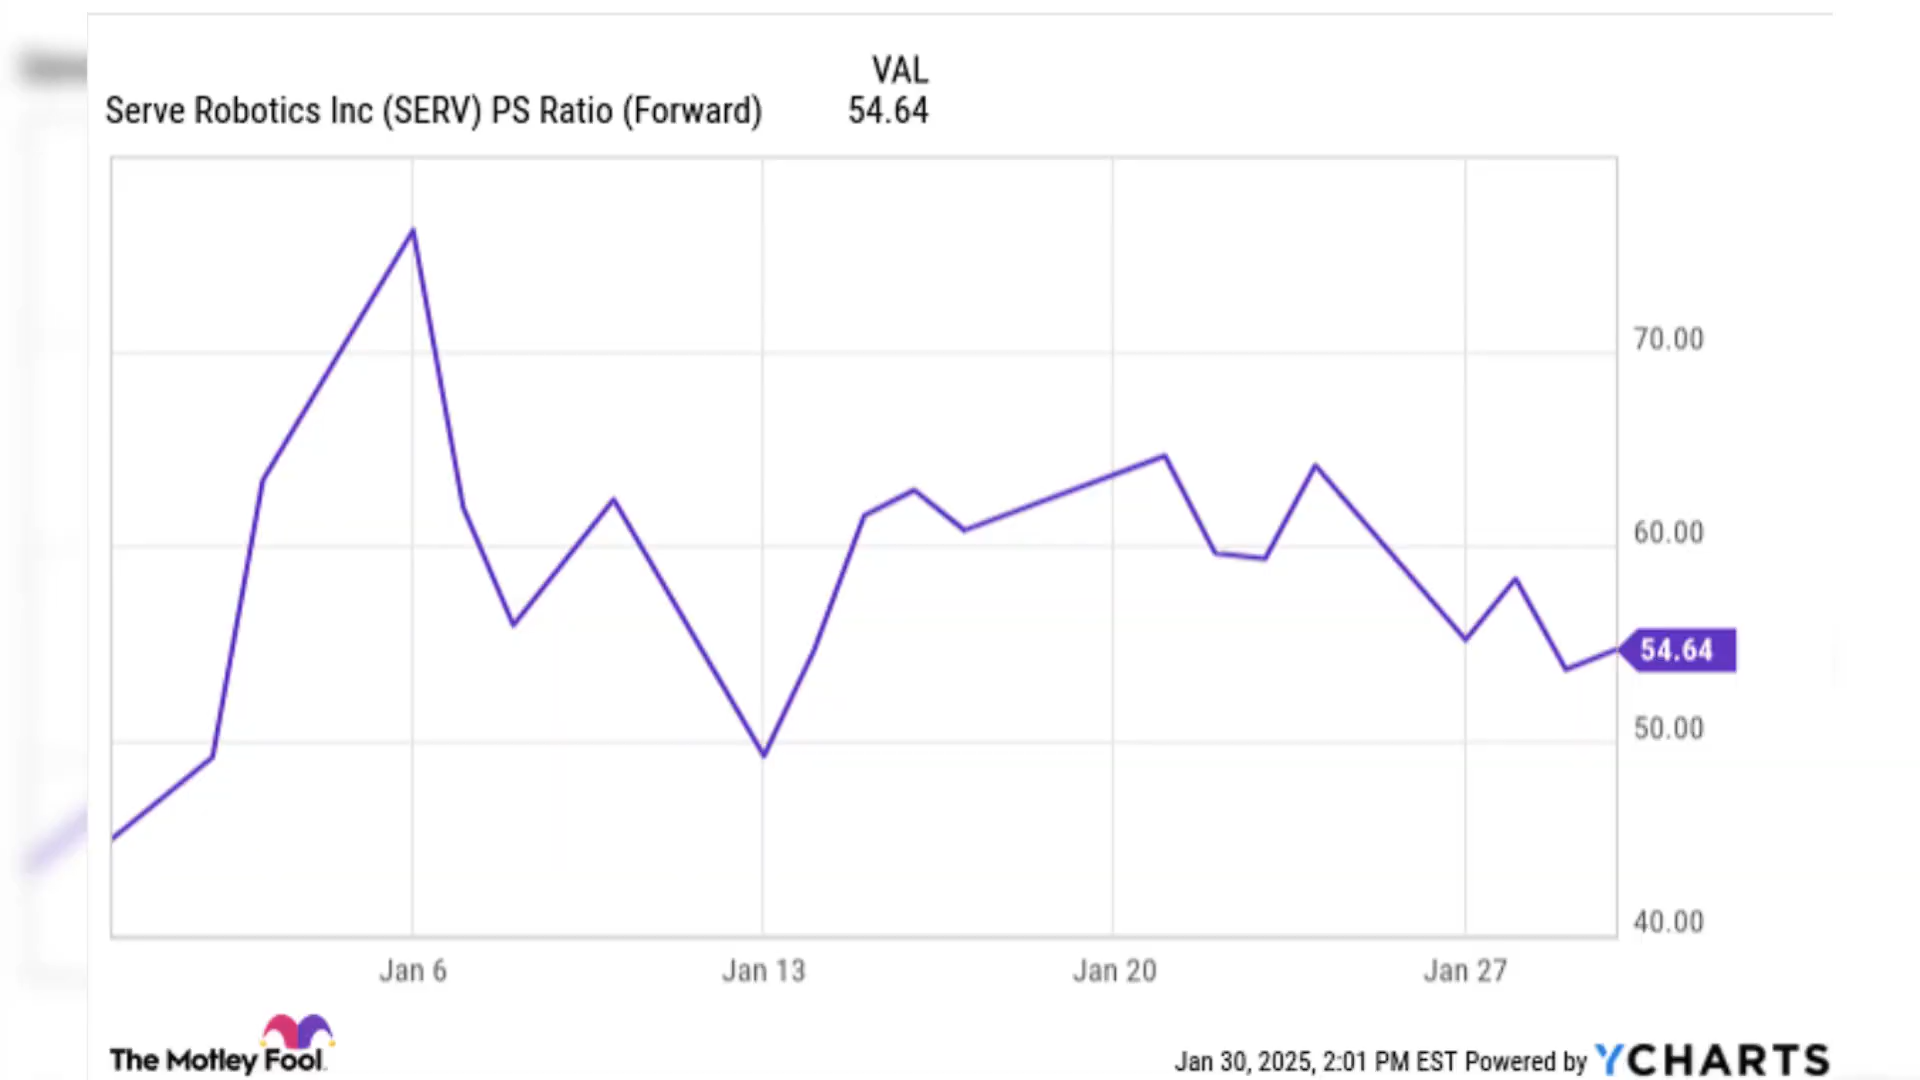 VAL
Serve Robotics Inc (SERV) PS Ratio (Forward) 54.64
70.00
60.00
54.64
50.00
40.00
Jan 6 Jan 13 Jan 20 Jan 27
The Motley Fool.
Jan 30, 2025, 2:01 PM EST Powered by YCHARTS